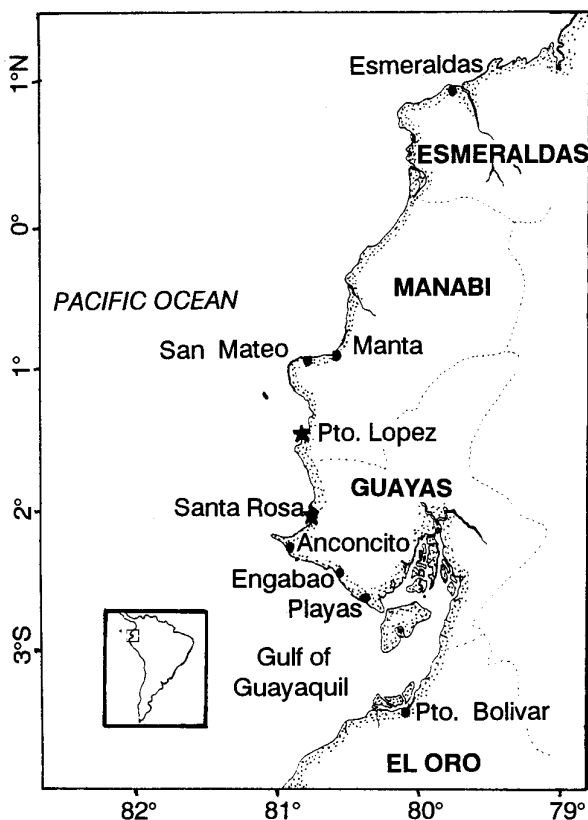 Esmeraldas
1°N
ESMERALDAS
0°
MANABI
PACIFIC OCEAN
San Mateo
Manta
1°
Pto. Lopez
GUAYAS
Santa Rosa
2°
Anconcito
Engabao
Playas
3°S
Gulf of
Guayaquil
Pto. Bolivar
EL ORO
82°
81°
80°
79°